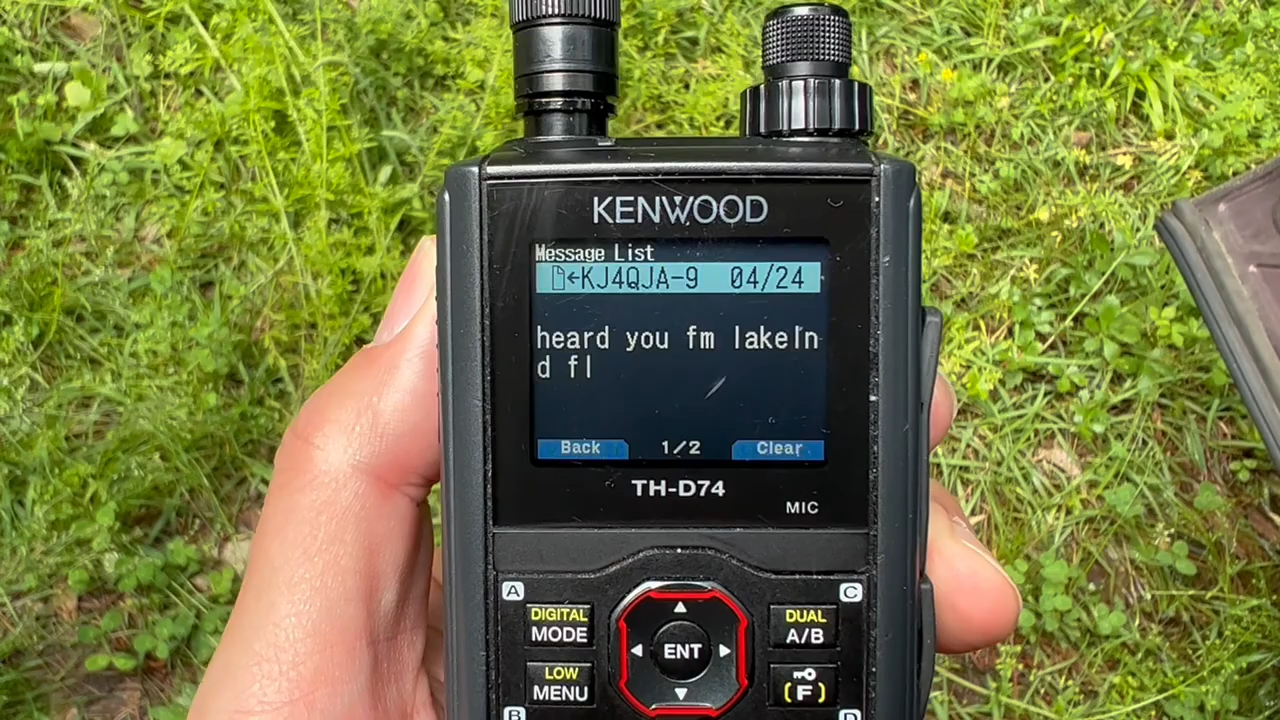 KENWOOD
Message List
←KJ4QJA-9 04/24
heard you fm lakeln
d fl
Back 1/2 Clear
TH-D74
MIC
A C
DIGITAL DUAL
MODE ENT A/B
LOW
MENU (F)
B D